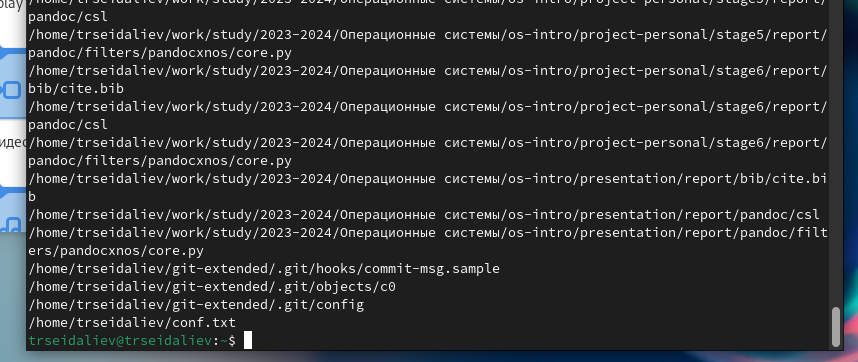 play
/home/trseidaliev/work/study/2023-2024/Операционные системы/os-intro/project-personal/stage5/report/
pandoc/csl
/home/trseidaliev/work/study/2023-2024/Операционные системы/os-intro/project-personal/stage5/report/
pandoc/filters/pandocxnos/core.py
/home/trseidaliev/work/study/2023-2024/Операционные системы/os-intro/project-personal/stage6/report/
bib/cite.bib
/home/trseidaliev/work/study/2023-2024/Операционные системы/os-intro/project-personal/stage6/report/
pandoc/csl
/home/trseidaliev/work/study/2023-2024/Операционные системы/os-intro/project-personal/stage6/report/
pandoc/filters/pandocxnos/core.py
/home/trseidaliev/work/study/2023-2024/Операционные системы/os-intro/presentation/report/bib/cite.bi
b
/home/trseidaliev/work/study/2023-2024/Операционные системы/os-intro/presentation/report/pandoc/csl
/home/trseidaliev/work/study/2023-2024/Операционные системы/os-intro/presentation/report/pandoc/filt
ers/pandocxnos/core.py
/home/trseidaliev/git-extended/.git/hooks/commit-msg.sample
/home/trseidaliev/git-extended/.git/objects/c0
/home/trseidaliev/git-extended/.git/config
/home/trseidaliev/conf.txt
trseidaliev@trseidaliev:~$